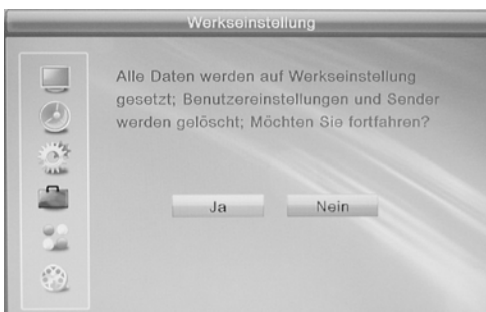 Werkseinstellung
Alle Daten werden auf Werkseinstellung
gesetzt; Benutzereinstellungen und Sender
werden gelöscht; Möchten Sie fortfahren?
Ja
Nein